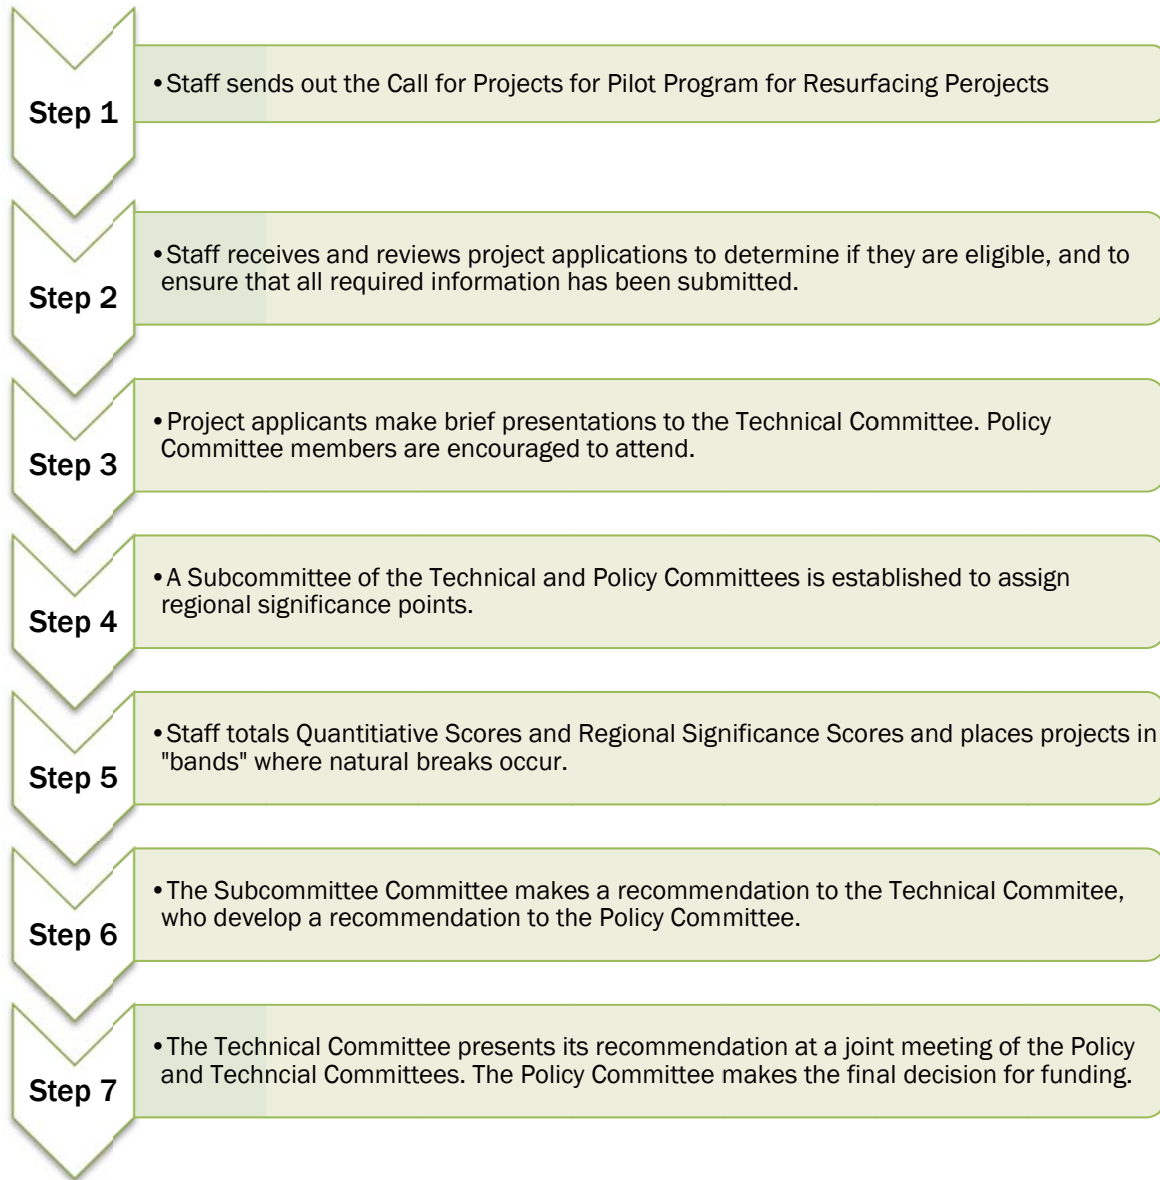 Step 1
•Staff sends out the Call for Projects for Pilot Program for Resurfacing Perojects
Step 2
•Staff receives and reviews project applications to determine if they are eligible, and to
ensure that all required information has been submitted.
Step 3
•Project applicants make brief presentations to the Technical Committee. Policy
Committee members are encouraged to attend.
Step 4
•A Subcommittee of the Technical and Policy Committees is established to assign
regional significance points.
Step 5
•Staff totals Quantitiative Scores and Regional Significance Scores and places projects in
"bands" where natural breaks occur.
Step 6
•The Subcommittee Committee makes a recommendation to the Technical Commitee,
who develop a recommendation to the Policy Committee.
Step 7
•The Technical Committee presents its recommendation at a joint meeting of the Policy
and Techncial Committees. The Policy Committee makes the final decision for funding.